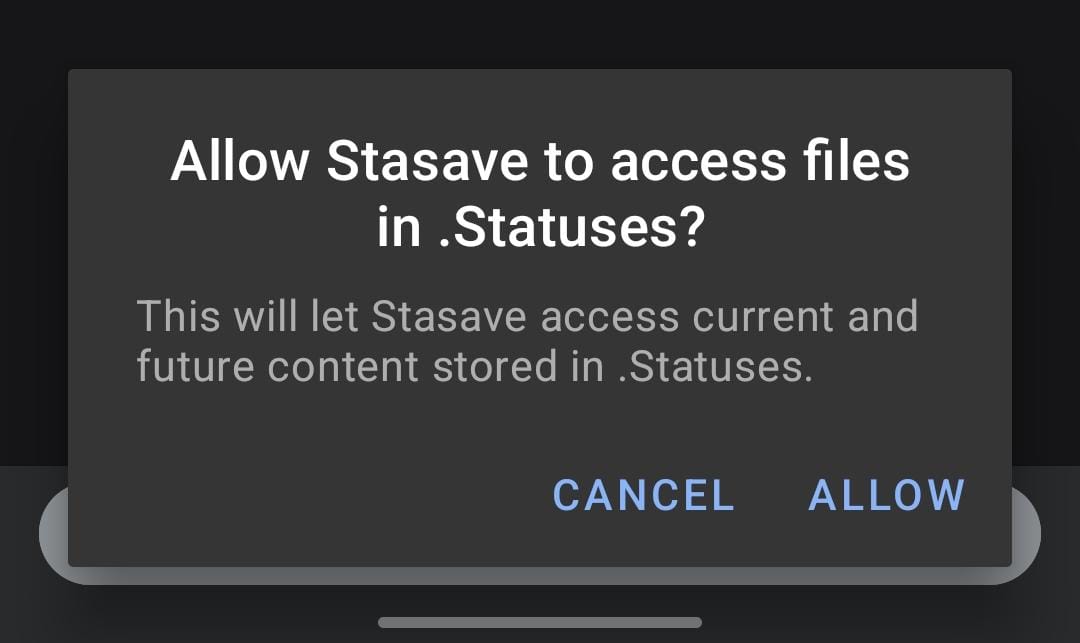 Allow Stasave to access files
in .Statuses?
This will let Stasave access current and
future content stored in .Statuses.
CANCEL ALLOW